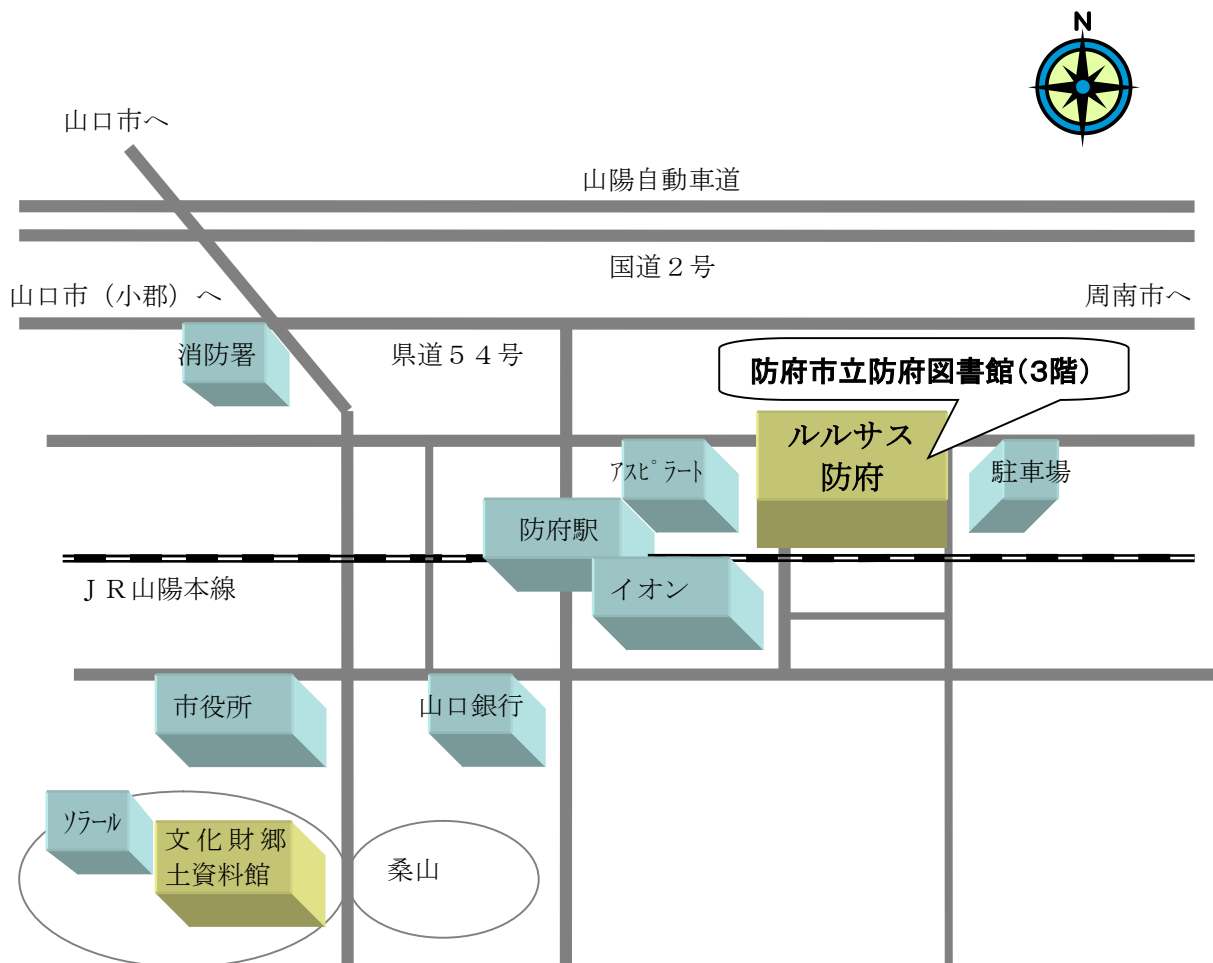 N
山口市へ
山陽自動車道
国道２号
山口市（小郡）へ
周南市へ
消防署
県道５４号
防府市立防府図書館(3階)
ルルサス
防府
ｱｽﾋﾟﾗｰﾄ
駐車場
防府駅
ＪＲ山陽本線
イオン
市役所
山口銀行
ｿﾗｰﾙ
文化財郷
土資料館
桑山